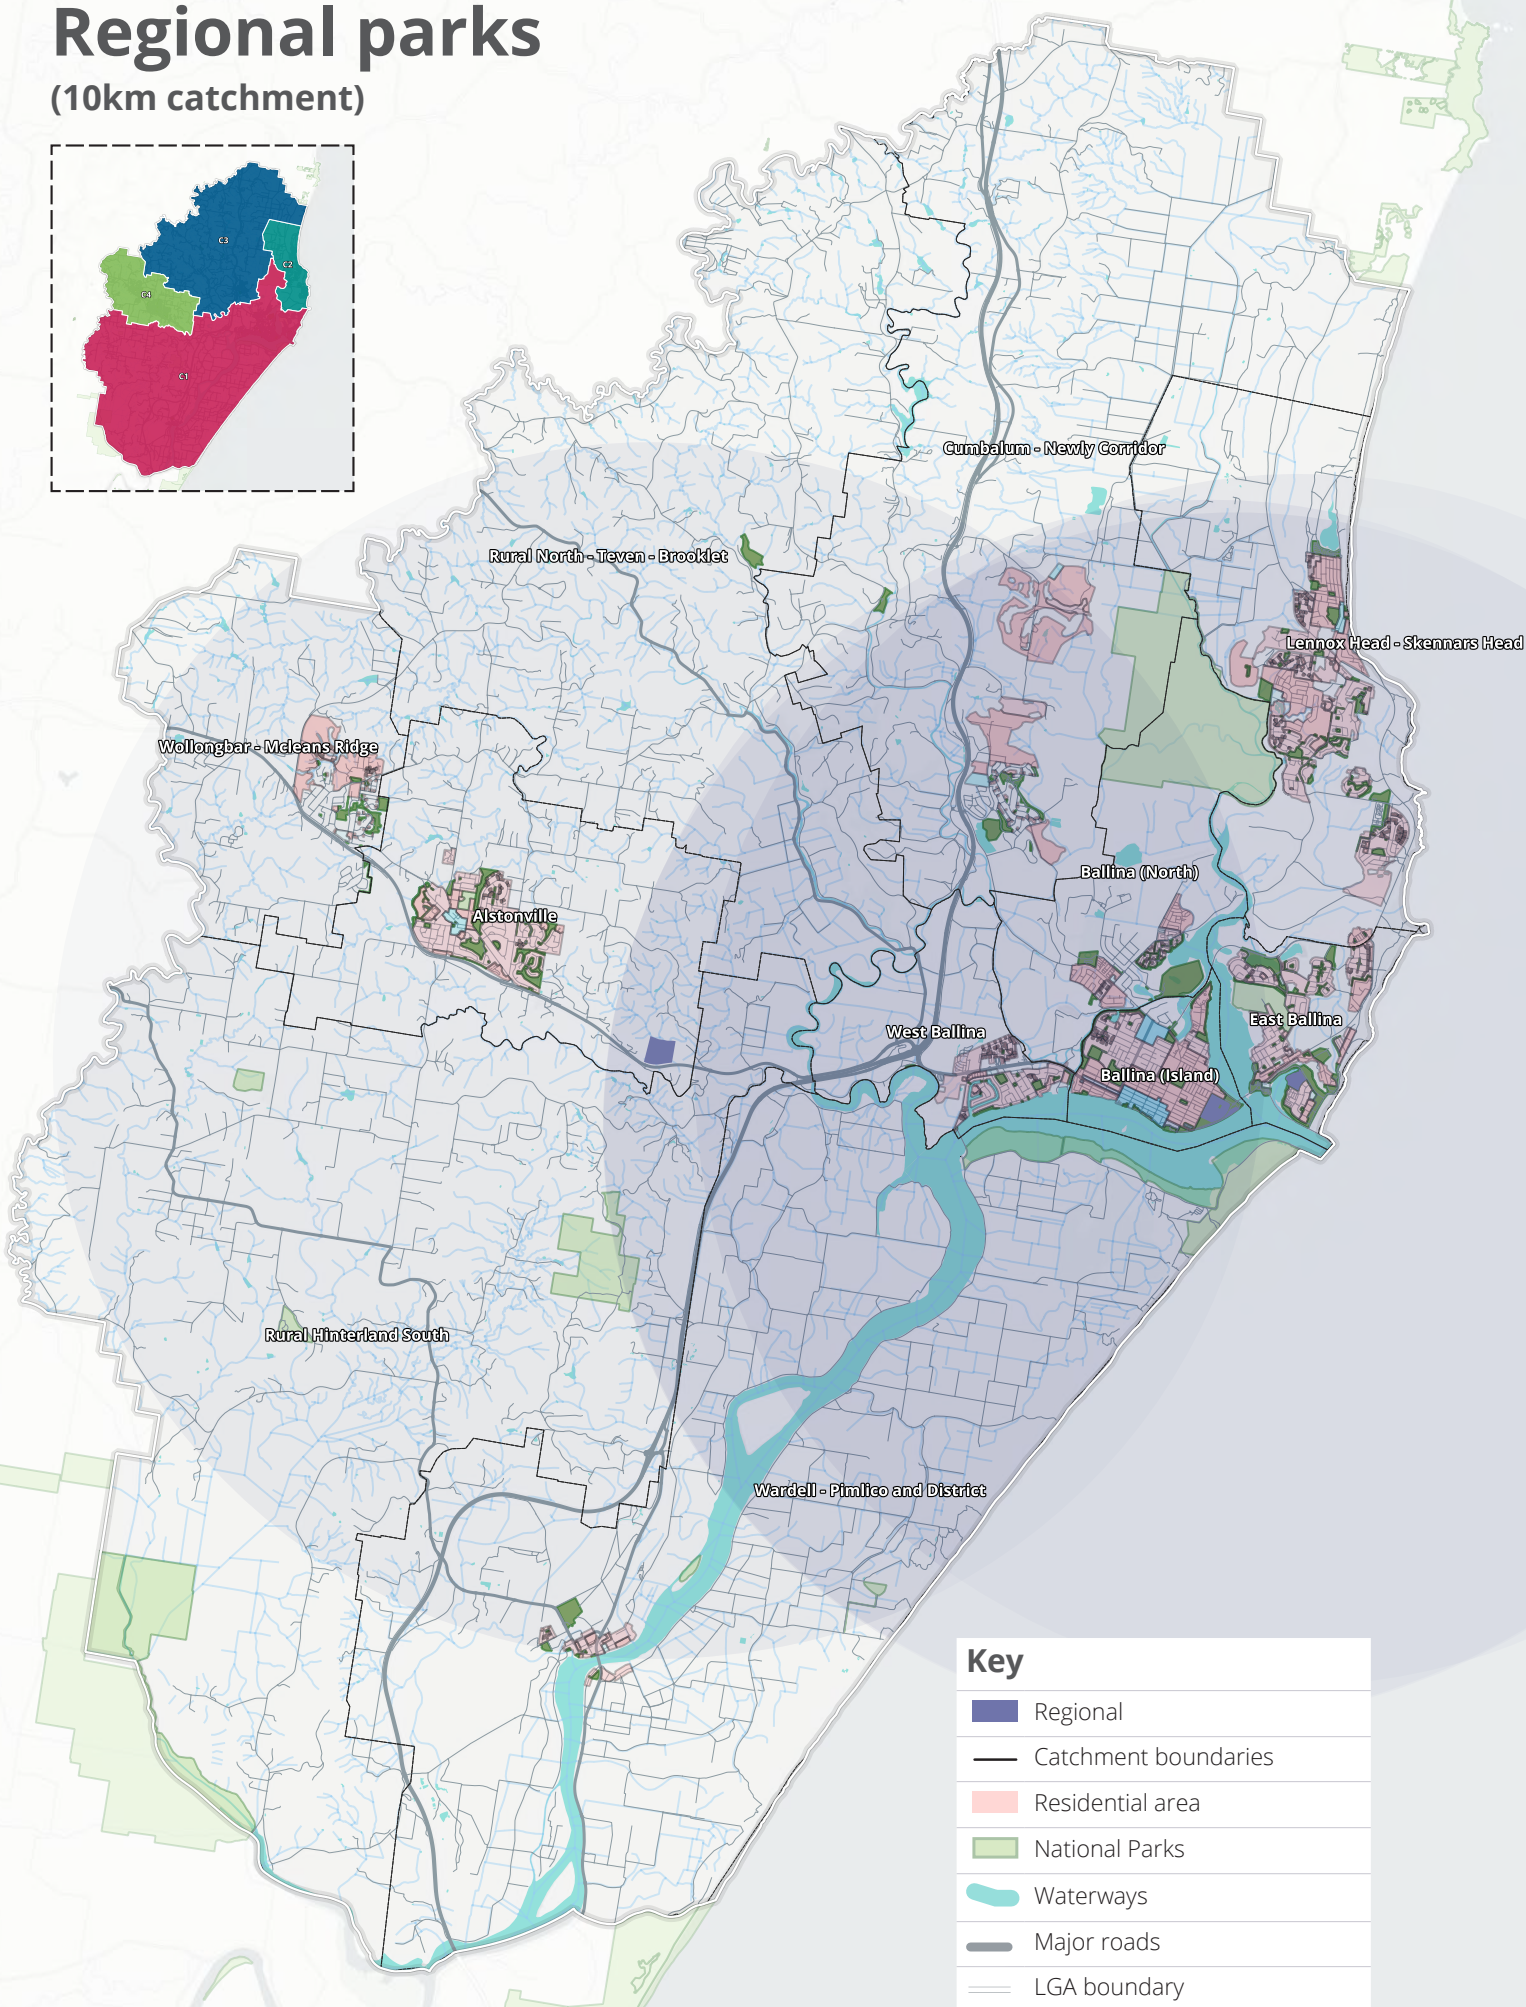 Regional parks
(10km catchment)
C3
C2
C4
C1
Cumbalum - Newly Corridor
Rural North - Teven - Brooklet
Lennox Head - Skennars Head
Wollongbar - Mcleans Ridge
Ballina (North)
Alstonville
East Ballina
West Ballina
Ballina (Island)
Rural Hinterland South
Wardell - Pimlico and District
Key
Regional
Catchment boundaries
Residential area
National Parks
Waterways
Major roads
LGA boundary